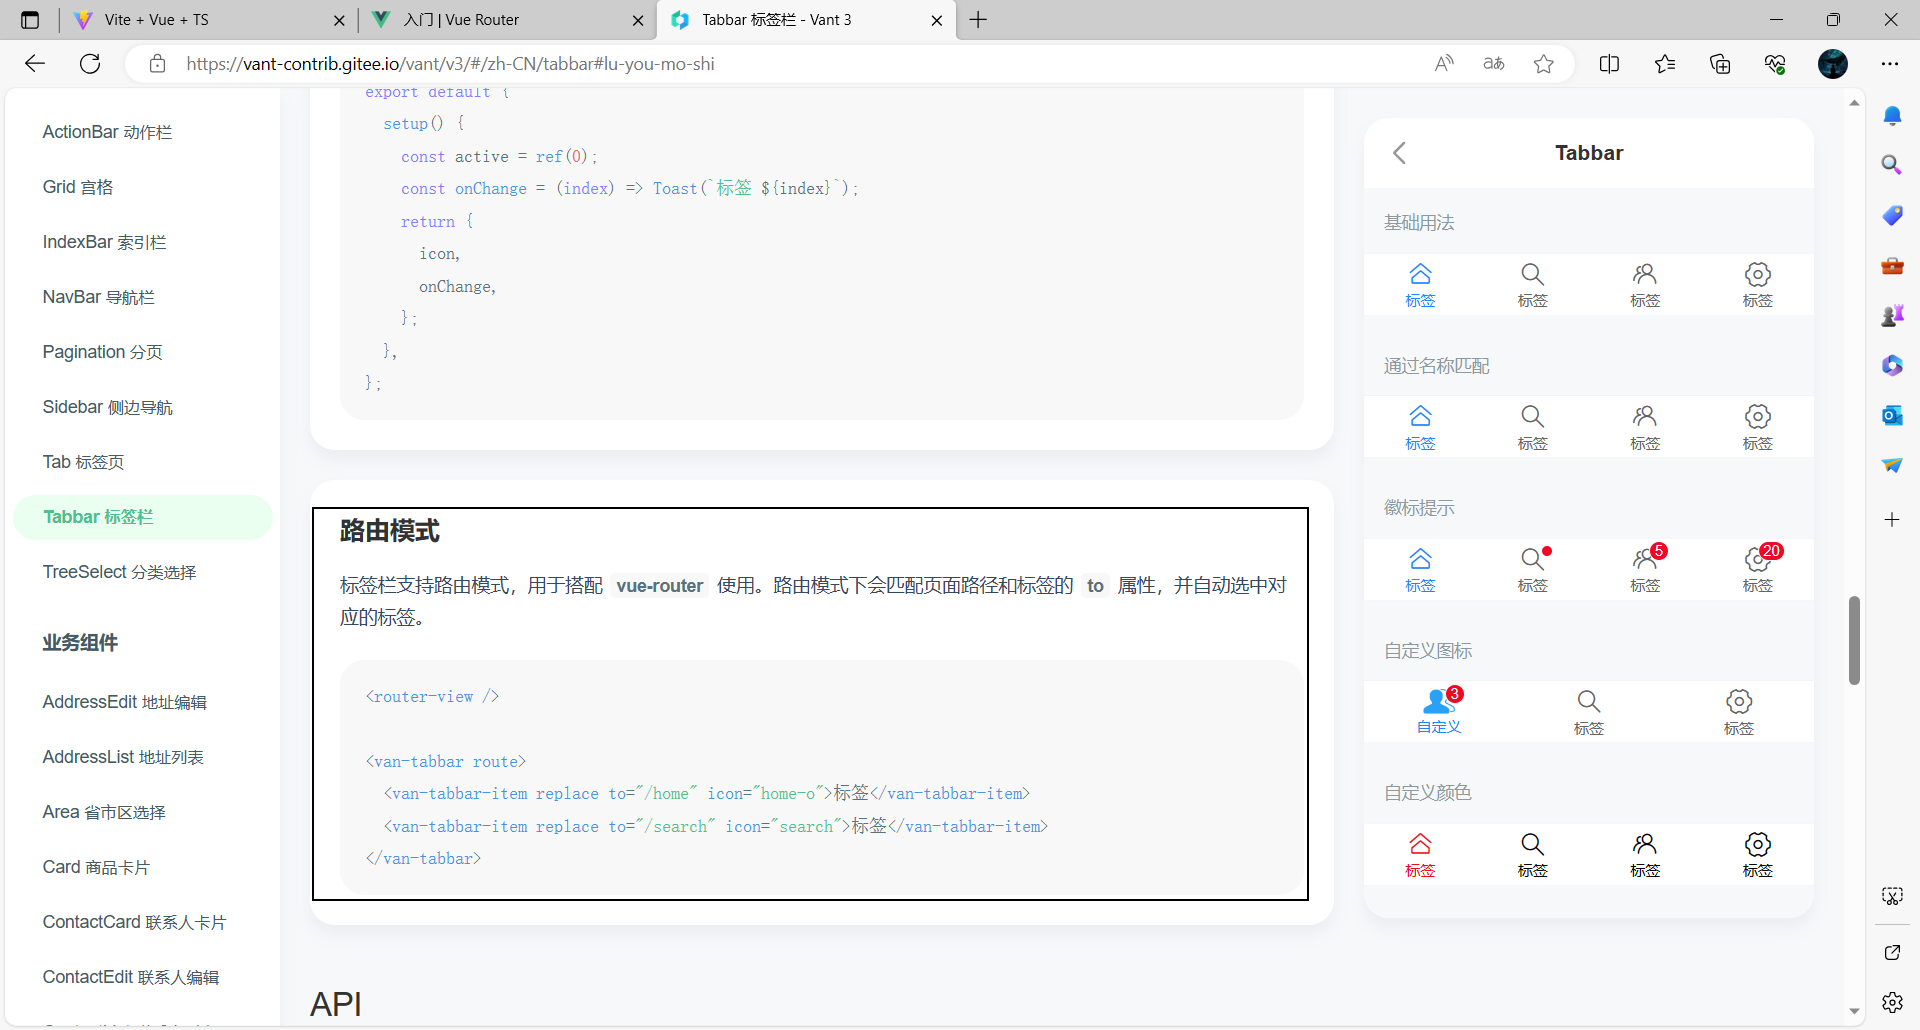 Vite + Vue + TS
入门 | Vue Router
Tabbar 标签栏 - Vant 3
https://vant-contrib.gitee.io/vant/v3/#/zh-CN/tabbar#lu-you-mo-shi
ActionBar 动作栏
Grid 宫格
IndexBar 索引栏
NavBar 导航栏
Pagination 分页
Sidebar 侧边导航
Tab 标签页
Tabbar 标签栏
TreeSelect 分类选择
业务组件
AddressEdit 地址编辑
AddressList 地址列表
Area 省市区选择
Card 商品卡片
ContactCard 联系人卡片
ContactEdit 联系人编辑
export default {
setup() {
const active = ref(0);
const onChange = (index) => Toast(`标签 ${index}`);
return {
icon,
onChange,
};
},
};
路由模式
标签栏支持路由模式，用于搭配 vue-router 使用。路由模式下会匹配页面路径和标签的 to 属性，并自动选中对
应的标签。
<router-view />
<van-tabbar route>
<van-tabbar-item replace to="/home" icon="home-o">标签</van-tabbar-item>
<van-tabbar-item replace to="/search" icon="search">标签</van-tabbar-item>
</van-tabbar>
API
Tabbar
基础用法
标签 标签 标签 标签
通过名称匹配
标签 标签 标签 标签
徽标提示
5 20
标签 标签 标签 标签
自定义图标
3
自定义 标签 标签
自定义颜色
标签 标签 标签 标签